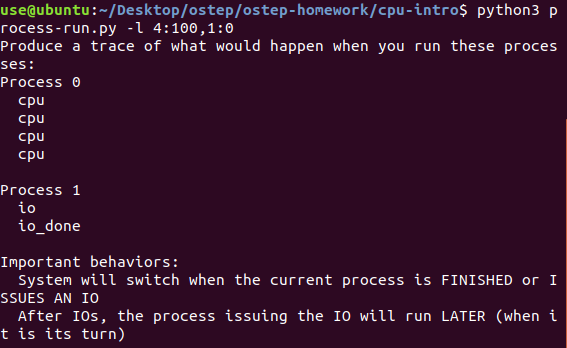 use@ubuntu:~/Desktop/ostep/ostep-homework/cpu-intro$ python3 p
rocess-run.py -l 4:100,1:0
Produce a trace of what would happen when you run these proces
ses:
Process 0
  cpu
  cpu
  cpu
  cpu

Process 1
  io
  io_done

Important behaviors:
  System will switch when the current process is FINISHED or I
SSUES AN IO
  After IOs, the process issuing the IO will run LATER (when i
t is its turn)